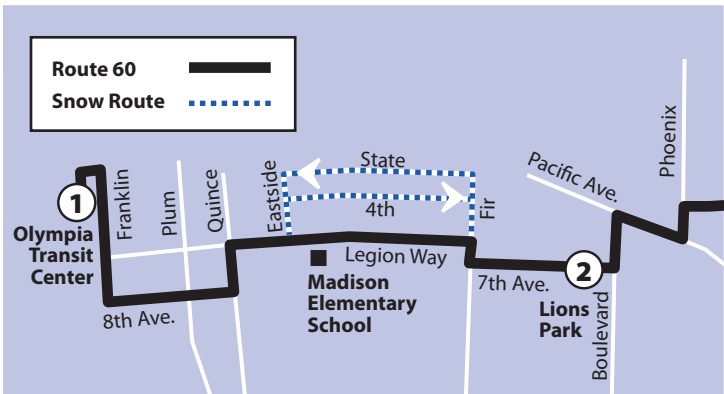 Route 60
Snow Route
1
Olympia
Transit
Center
Franklin
Plum
Quince
Eastside
State
4th
Fir
Pacific Ave.
Phoenix
Legion Way
Madison
Elementary
School
8th Ave.
7th Ave.
2
Lions
Park
Boulevard